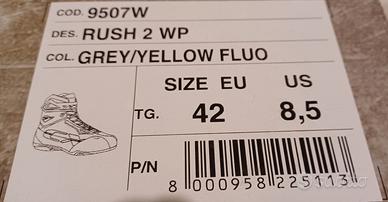 COD. 9507W
DES. RUSH 2 WP
COL. GREY/YELLOW FLUO
SIZE EU US
TG. 42 8,5
P/N
8 000958 225113